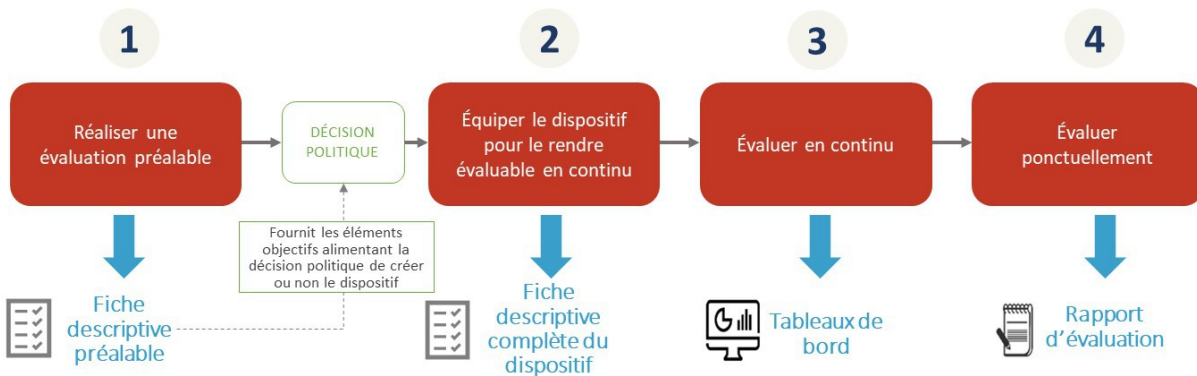 1
2
3
4
Réaliser une
évaluation préalable
DÉCISION
POLITIQUE
Équiper le dispositif
pour le rendre
évaluable en continu
Évaluer en continu
Évaluer
ponctuellement
Fournit les éléments
objectifs alimentant la
décision politique de créer
ou non le dispositif
Fiche
descriptive
préalable
Fiche
descriptive
complète du
dispositif
Tableaux de
bord
Rapport
d’évaluation